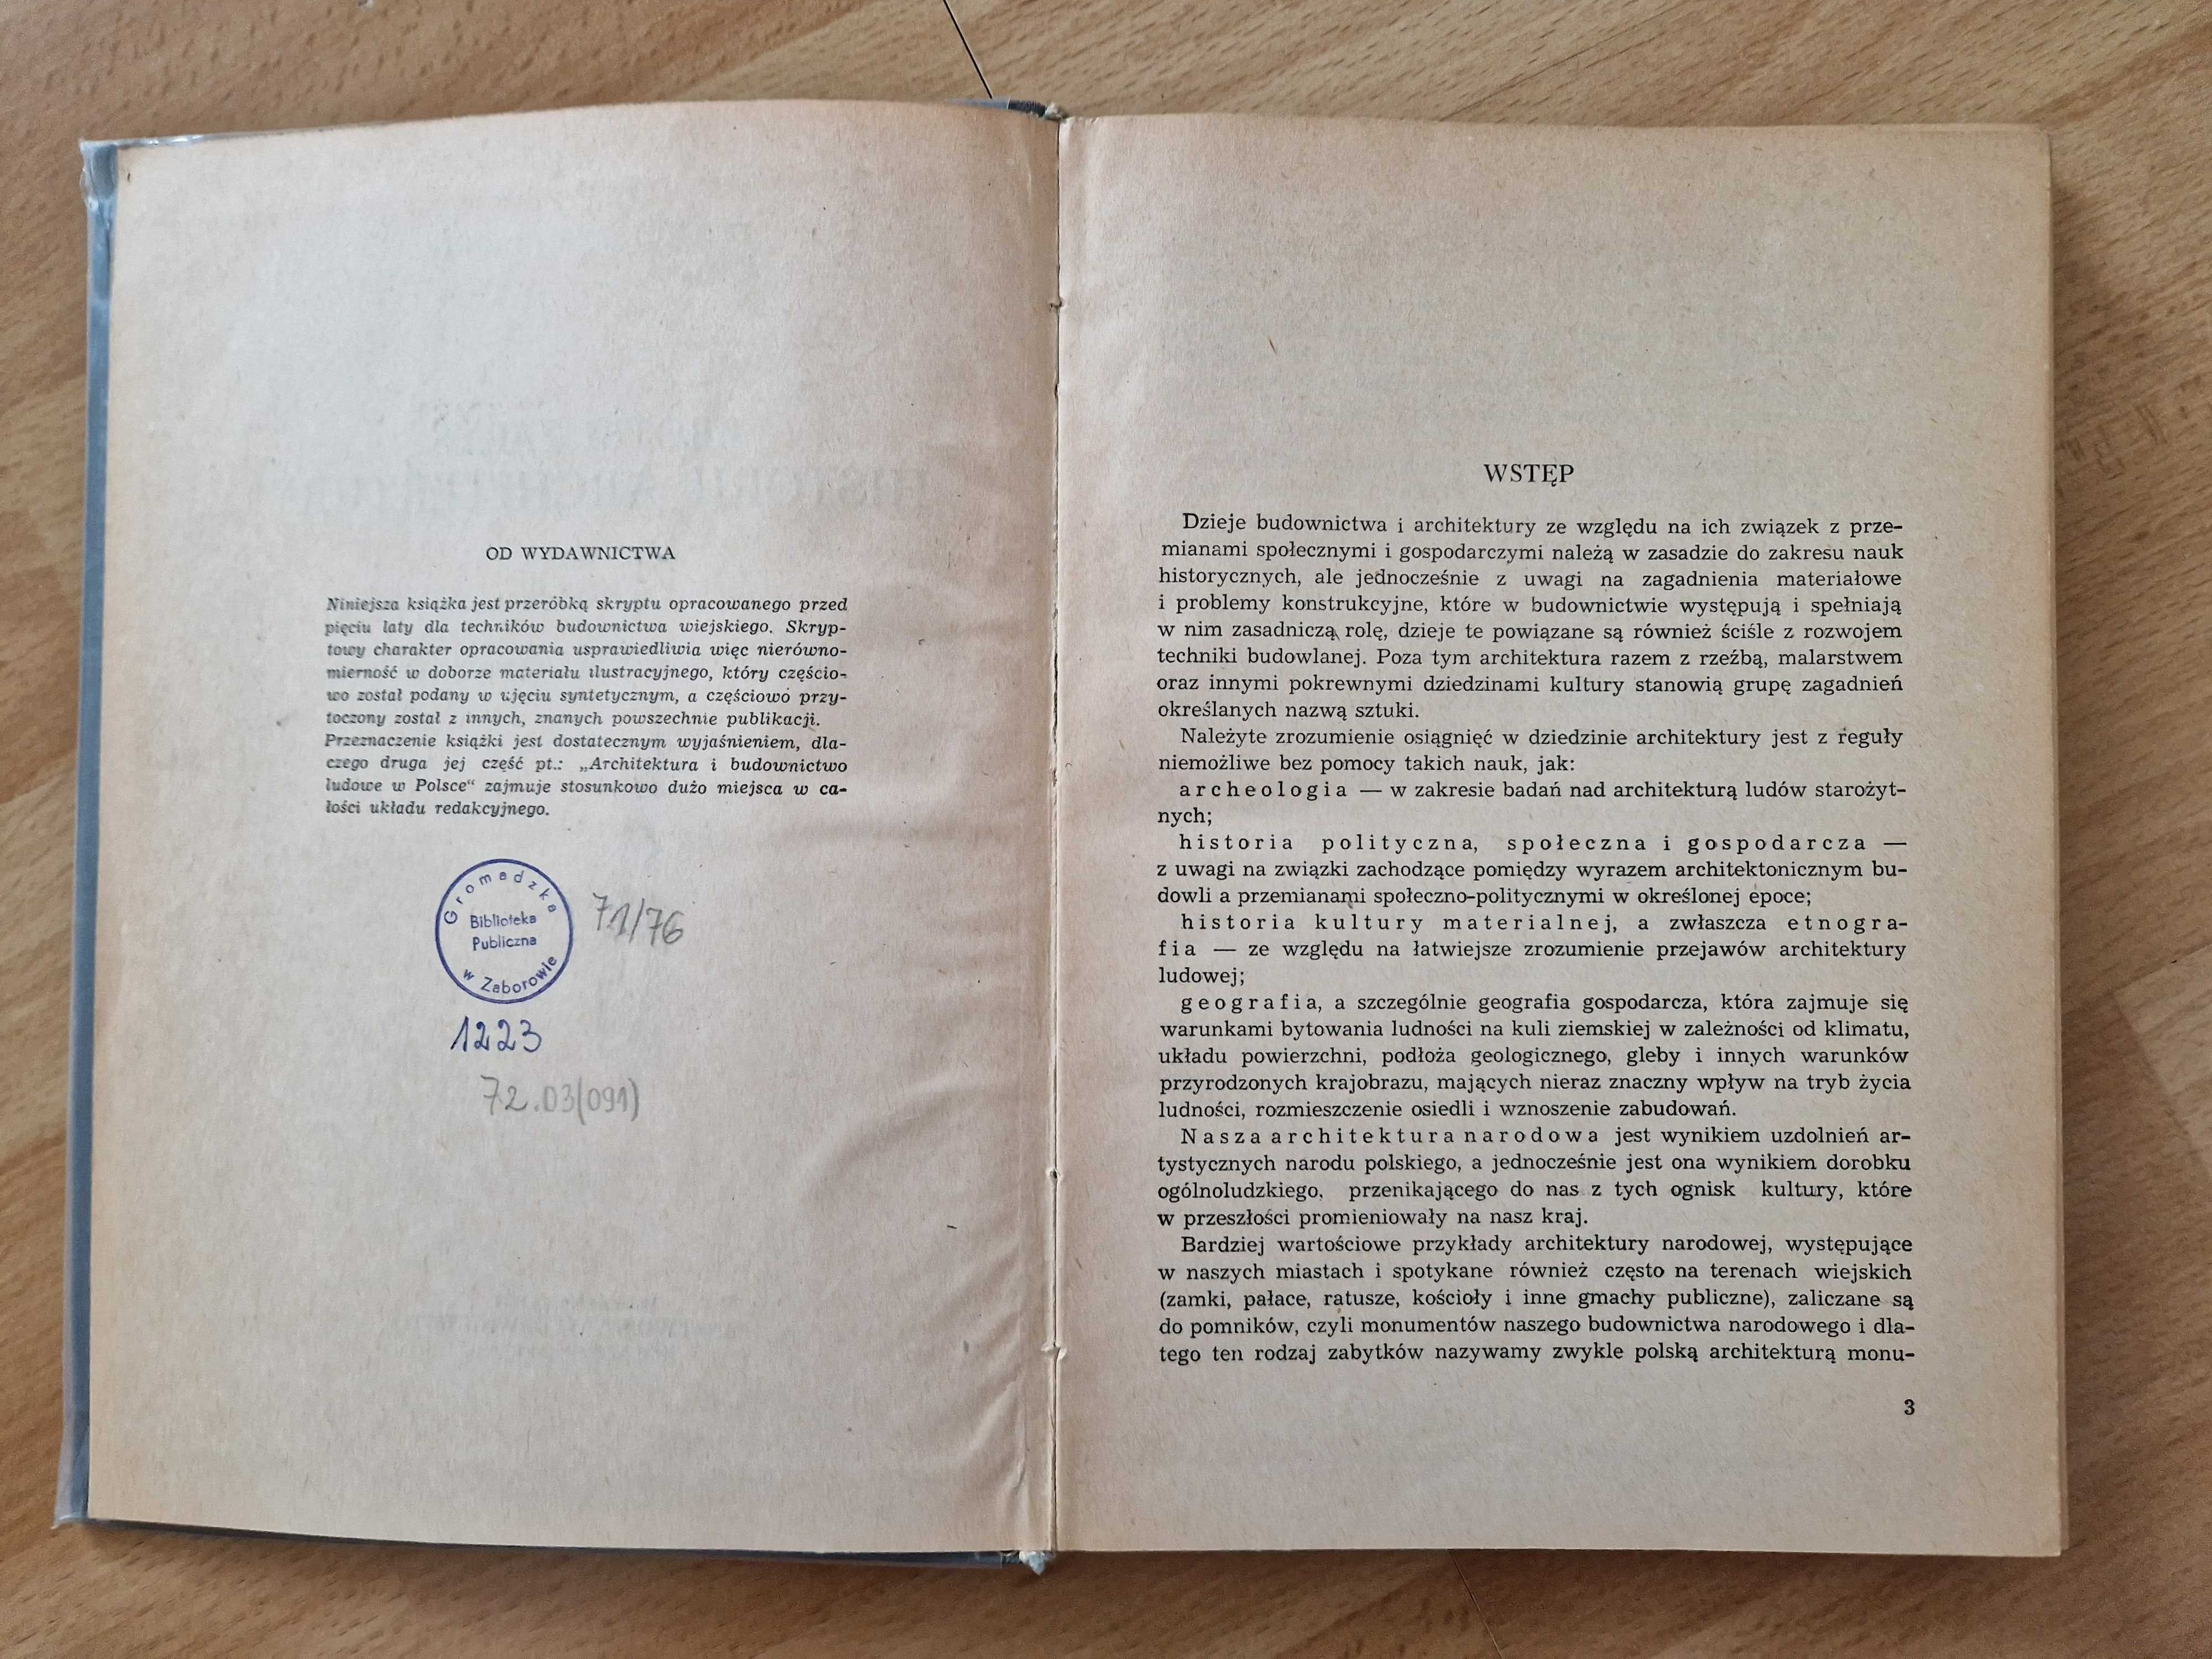 OD WYDAWNICTWA
Niniejsza książka jest przeróbką skryptu opracowanego przed
pięciu laty dla techników budownictwa wiejskiego. Skryp-
towy charakter opracowania usprawiedliwia więc nierówno-
mierność w doborze materiału ilustracyjnego, który częścio-
wo został podany w ujęciu syntetycznym, a częściowo przy-
toczony został z innych, znanych powszechnie publikacji.
Przeznaczenie książki jest dostatecznym wyjaśnieniem, dla-
czego druga jej część pt.: „Architektura i budownictwo
ludowe w Polsce“ zajmuje stosunkowo dużo miejsca w ca-
łości układu redakcyjnego.
Gromadzka
Biblioteka
Publiczna
w Zaborowie
71/76
1223
72.03(091)
WSTĘP
Dzieje budownictwa i architektury ze względu na ich związek z prze-
mianami społecznymi i gospodarczymi należą w zasadzie do zakresu nauk
historycznych, ale jednocześnie z uwagi na zagadnienia materiałowe
i problemy konstrukcyjne, które w budownictwie występują i spełniają
w nim zasadniczą rolę, dzieje te powiązane są również ściśle z rozwojem
techniki budowlanej. Poza tym architektura razem z rzeźbą, malarstwem
oraz innymi pokrewnymi dziedzinami kultury stanowią grupę zagadnień
określanych nazwą sztuki.
Należyte zrozumienie osiągnięć w dziedzinie architektury jest z reguły
niemożliwe bez pomocy takich nauk, jak:
archeologia — w zakresie badań nad architekturą ludów starożyt-
nych;
historia polityczna, społeczna i gospodarcza —
z uwagi na związki zachodzące pomiędzy wyrazem architektonicznym bu-
dowli a przemianami społeczno-politycznymi w określonej epoce;
historia kultury materialnej, a zwłaszcza etnogra-
fia — ze względu na łatwiejsze zrozumienie przejawów architektury
ludowej;
geografia, a szczególnie geografia gospodarcza, która zajmuje się
warunkami bytowania ludności na kuli ziemskiej w zależności od klimatu,
układu powierzchni, podłoża geologicznego, gleby i innych warunków
przyrodzonych krajobrazu, mających nieraz znaczny wpływ na tryb życia
ludności, rozmieszczenie osiedli i wznoszenie zabudowań.
Nasza architektura narodowa jest wynikiem uzdolnień ar-
tystycznych narodu polskiego, a jednocześnie jest ona wynikiem dorobku
ogólnoludzkiego, przenikającego do nas z tych ognisk kultury, które
w przeszłości promieniowały na nasz kraj.
Bardziej wartościowe przykłady architektury narodowej, występujące
w naszych miastach i spotykane również często na terenach wiejskich
(zamki, pałace, ratusze, kościoły i inne gmachy publiczne), zaliczane są
do pomników, czyli monumentów naszego budownictwa narodowego i dla-
tego ten rodzaj zabytków nazywamy zwykle polską architekturą monu-
3